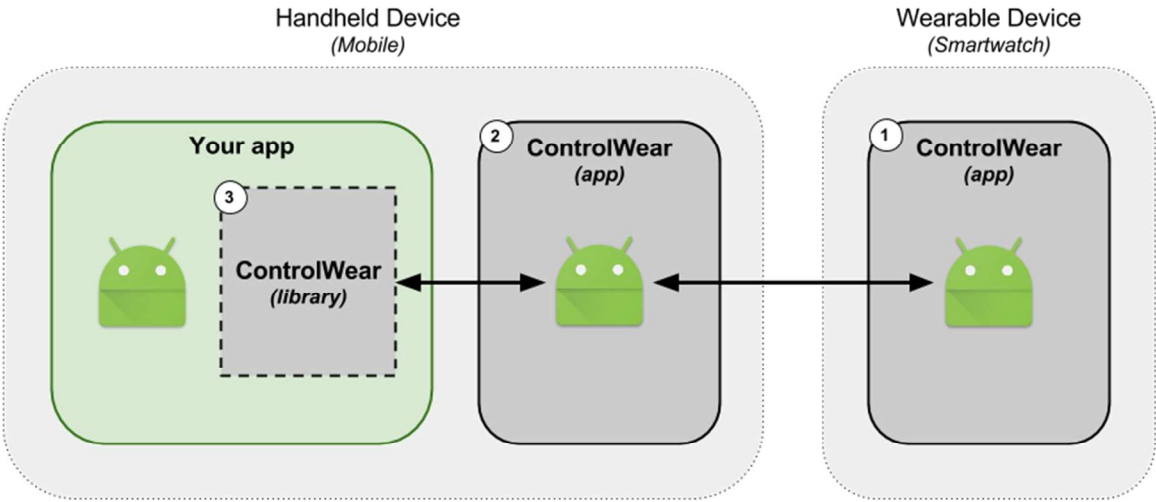 Handheld Device
(Mobile)
Wearable Device
(Smartwatch)
Your app
3
ControlWear
(library)
2
ControlWear
(app)
1
ControlWear
(app)